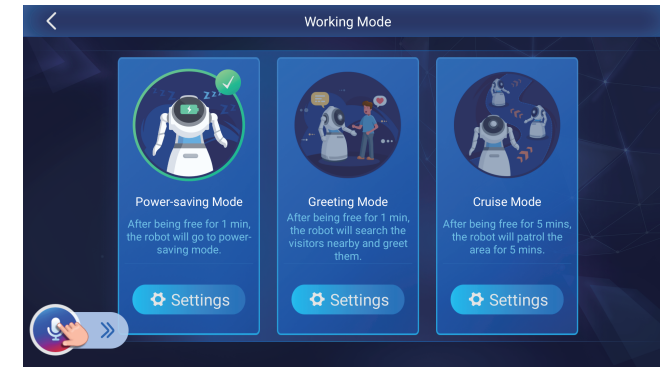 Working Mode
Power-saving Mode
After being free for 1 min,
the robot will go to power-
saving mode.
Settings
Greeting Mode
After being free for 1 min,
the robot will search the
visitors nearby and greet
them.
Settings
Cruise Mode
After being free for 5 mins,
the robot will patrol the
area for 5 mins.
Settings